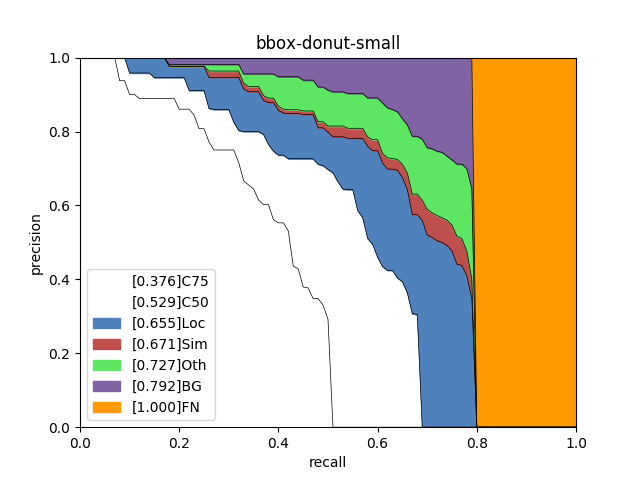 bbox-donut-small
1.0
0.8
0.6
0.4
0.2
0.0
precision
[0.376]C75
[0.529]C50
[0.655]Loc
[0.671]Sim
[0.727]Oth
[0.792]BG
[1.000]FN
0.0 0.2 0.4 0.6 0.8 1.0
recall